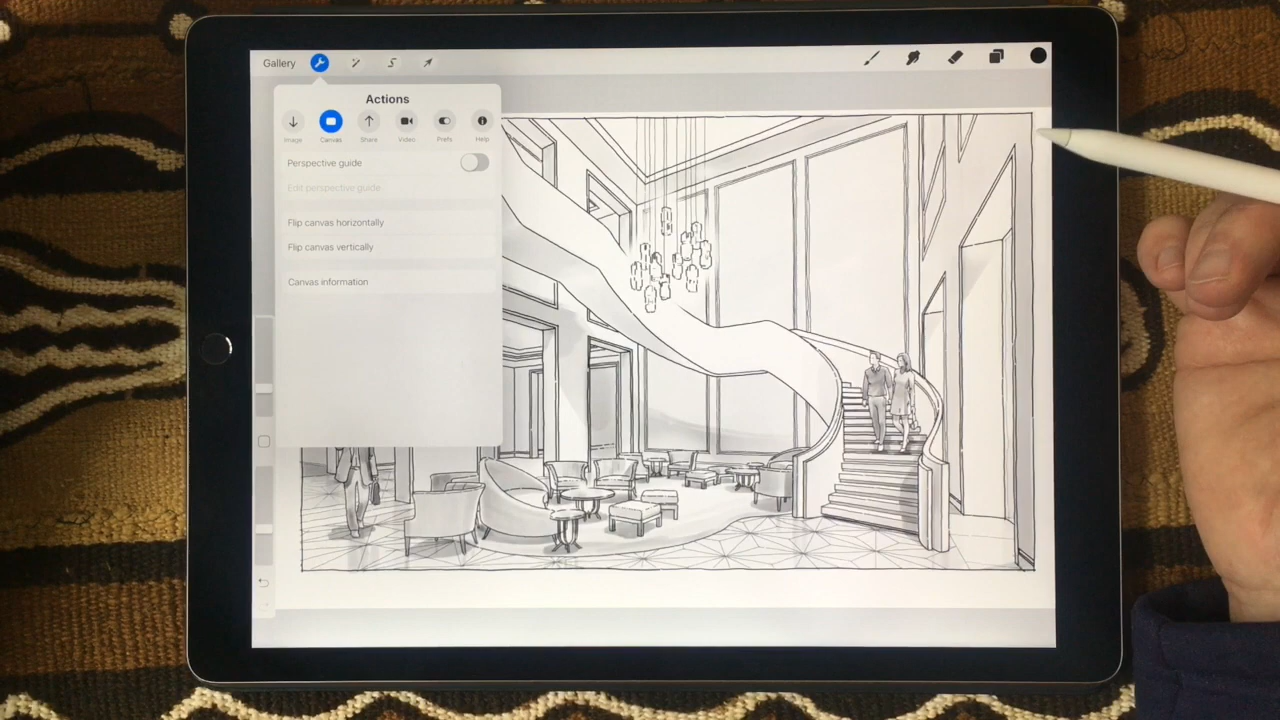 Gallery
Actions
Image Canvas Share Video Prefs Help
Perspective guide
Edit perspective guide
Flip canvas horizontally
Flip canvas vertically
Canvas information